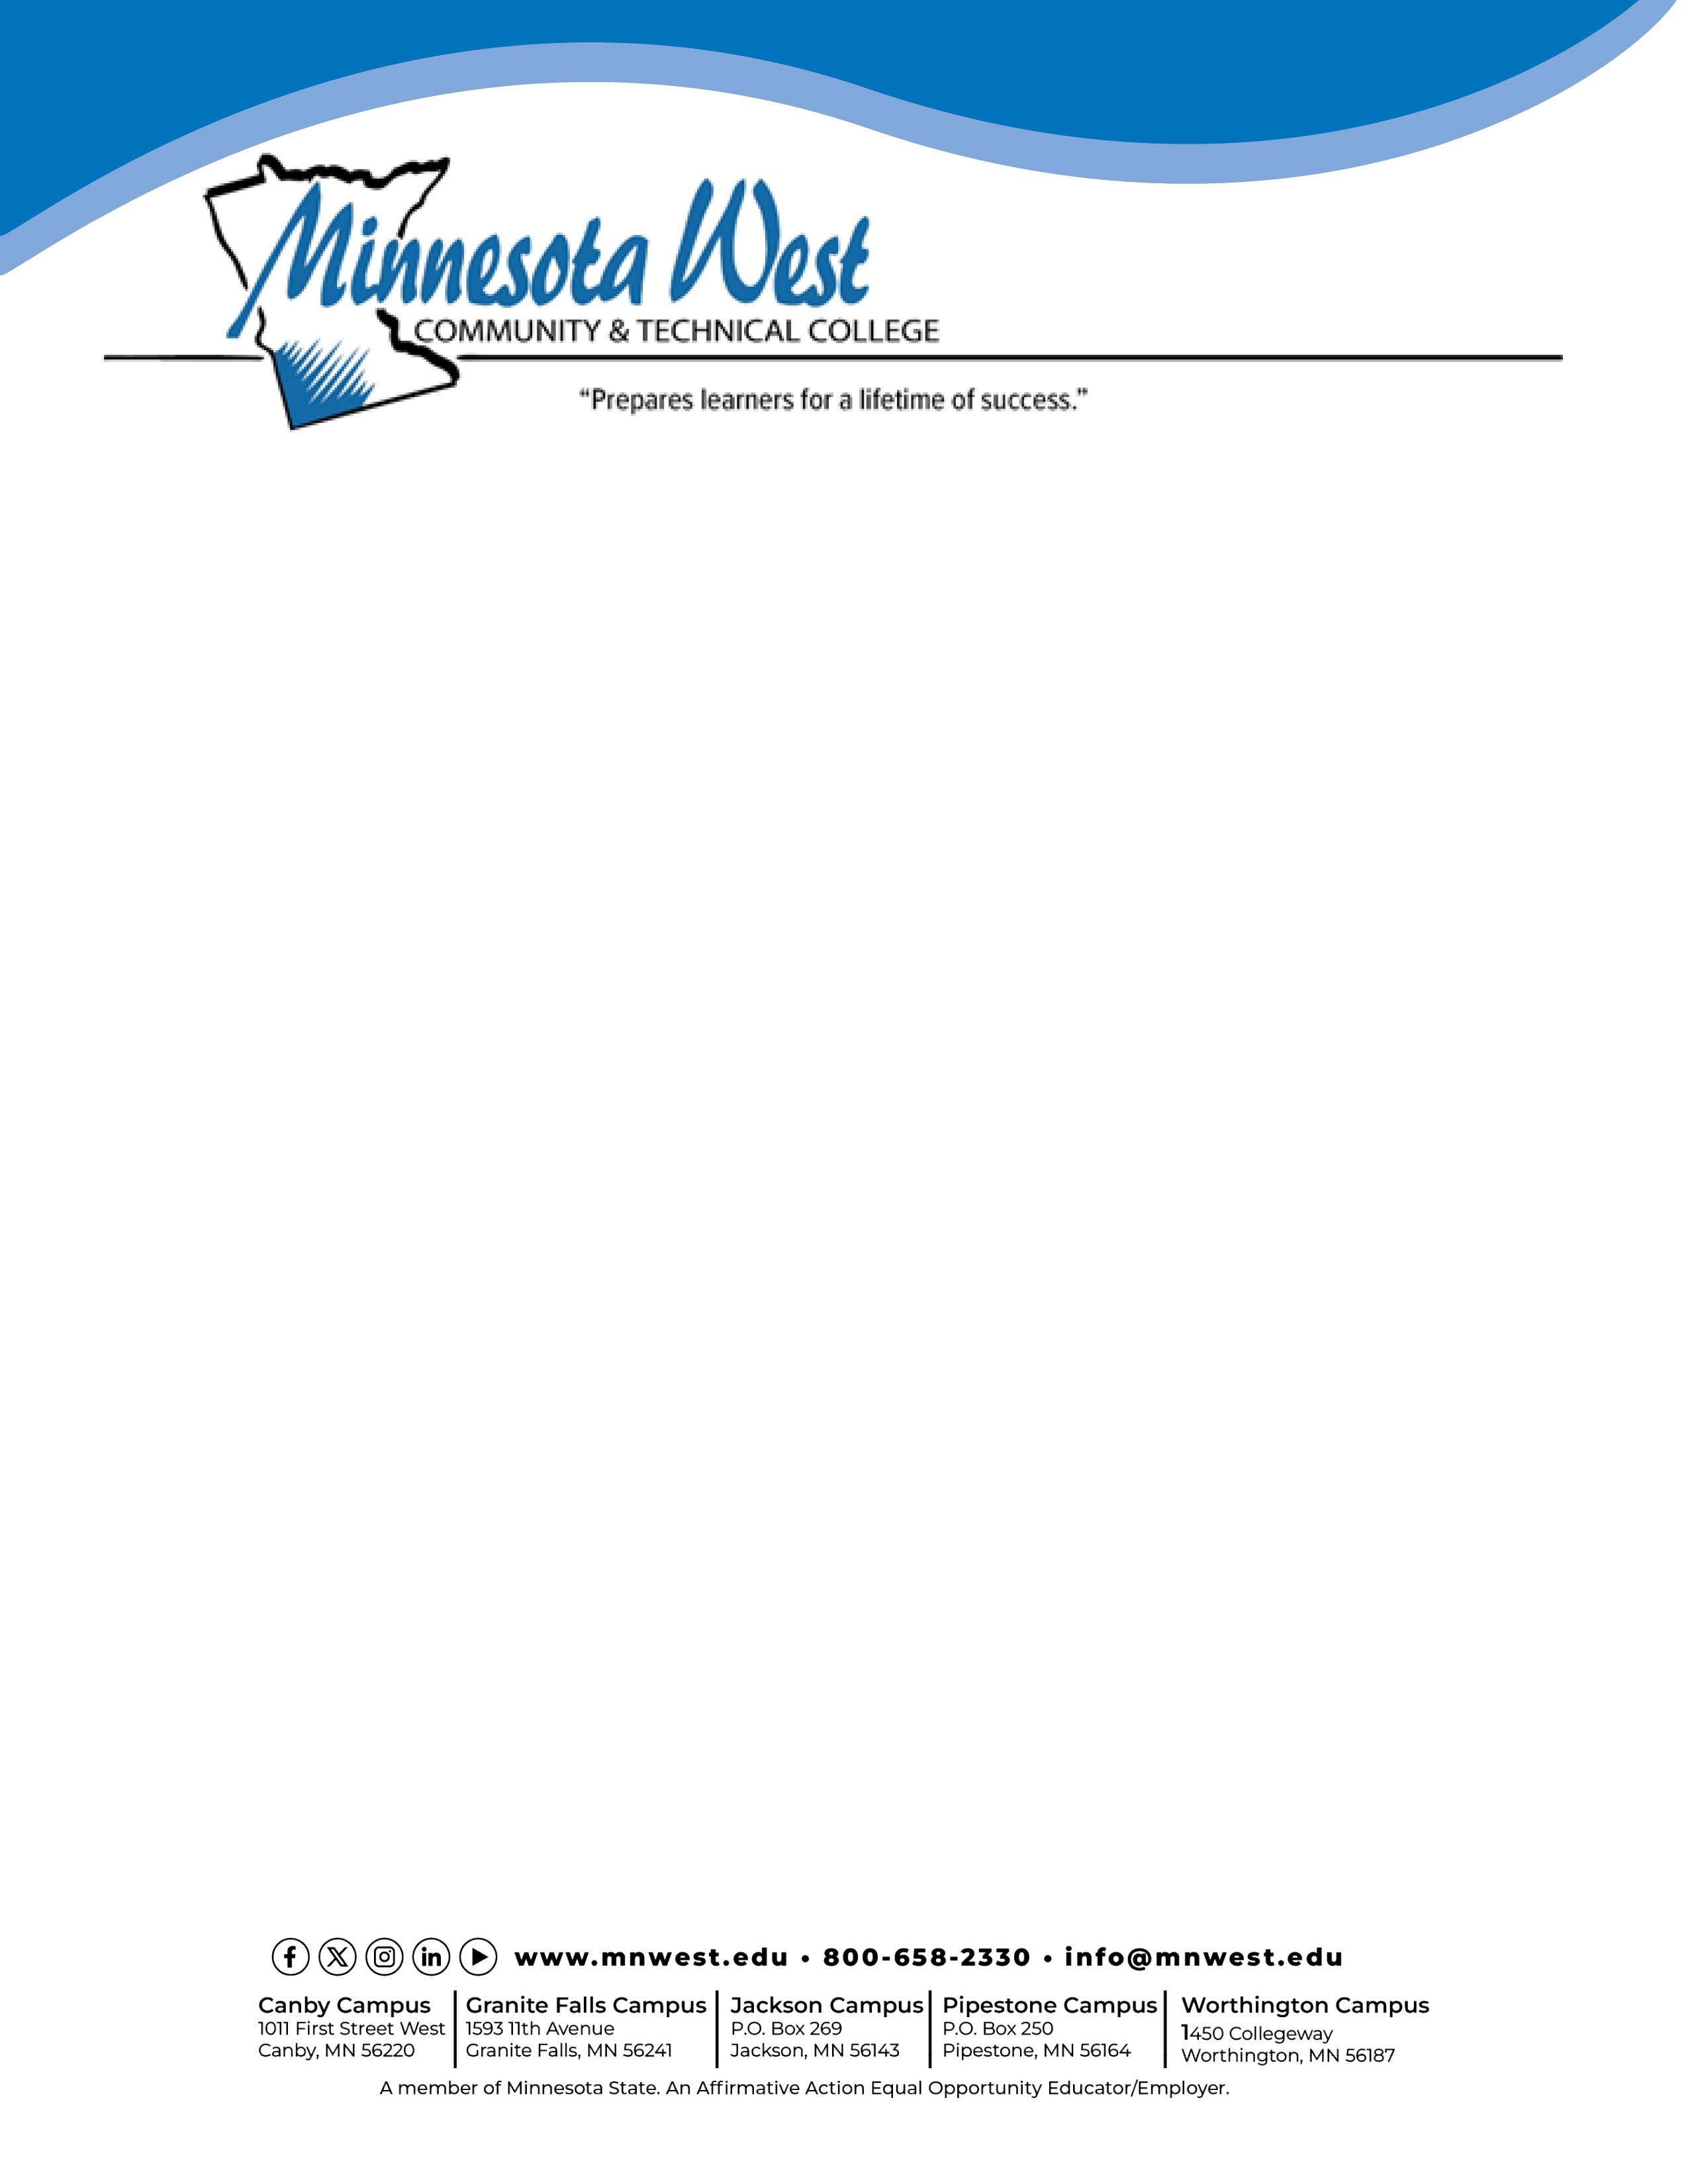 Minnesota West
COMMUNITY & TECHNICAL COLLEGE
“Prepares learners for a lifetime of success.”
www.mnwest.edu • 800-658-2330 • info@mnwest.edu
Canby Campus
1011 First Street West
Canby, MN 56220
Granite Falls Campus
1593 11th Avenue
Granite Falls, MN 56241
Jackson Campus
P.O. Box 269
Jackson, MN 56143
Pipestone Campus
P.O. Box 250
Pipestone, MN 56164
Worthington Campus
1450 Collegeway
Worthington, MN 56187
A member of Minnesota State. An Affirmative Action Equal Opportunity Educator/Employer.